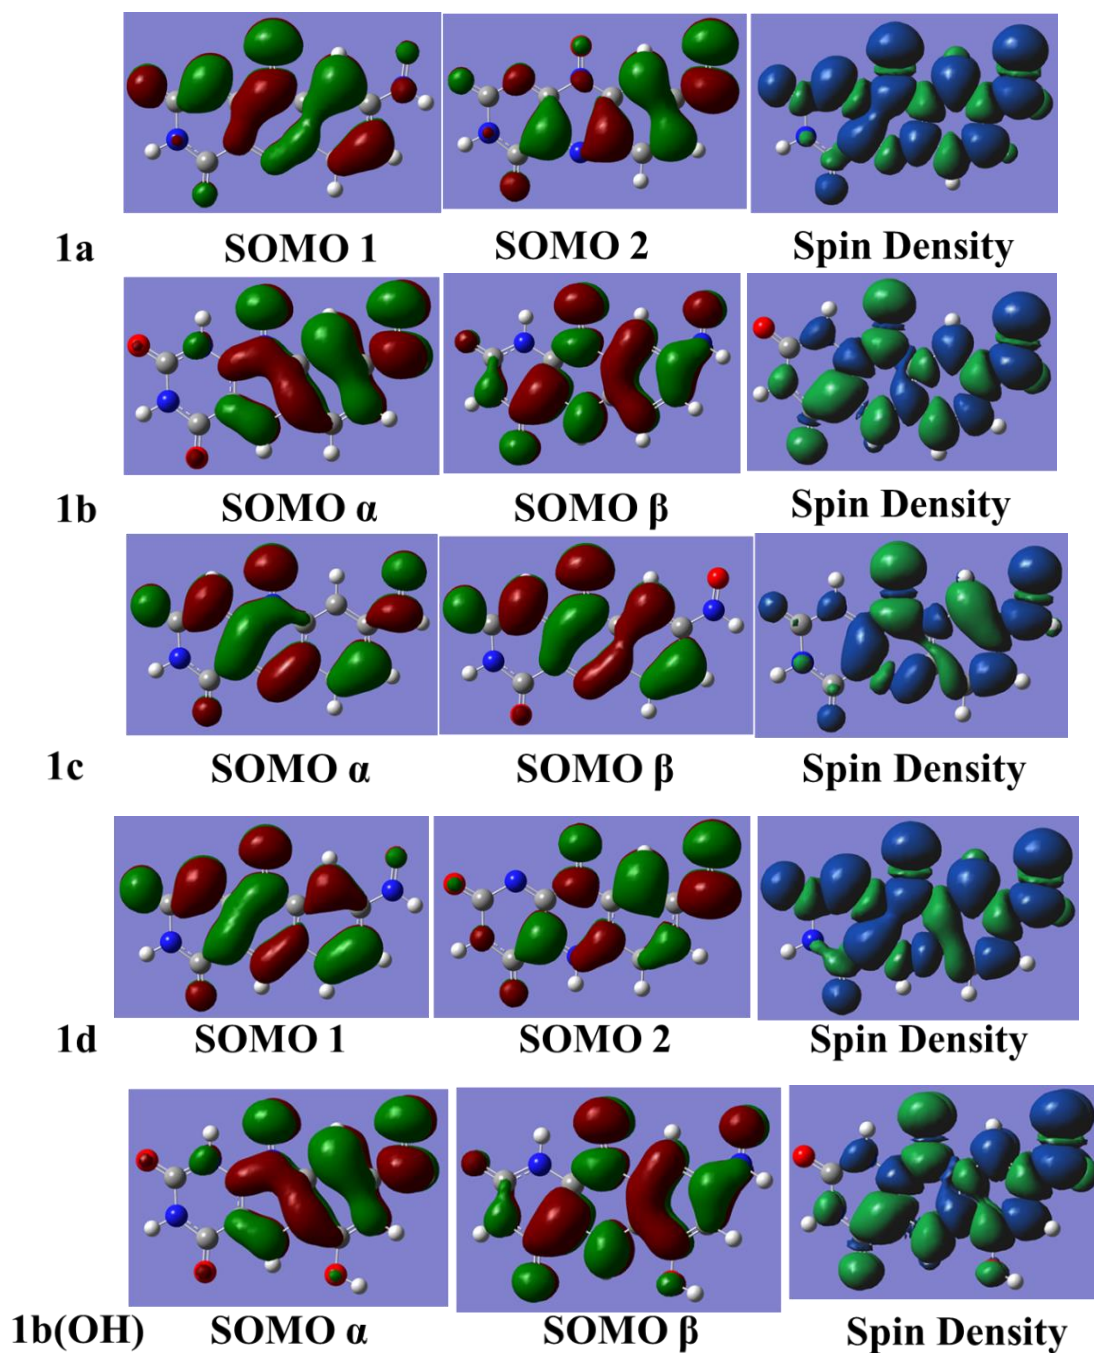 1a SOMO 1 SOMO 2 Spin Density
1b SOMO α SOMO β Spin Density
1c SOMO α SOMO β Spin Density
1d SOMO 1 SOMO 2 Spin Density
1b(OH) SOMO α SOMO β Spin Density